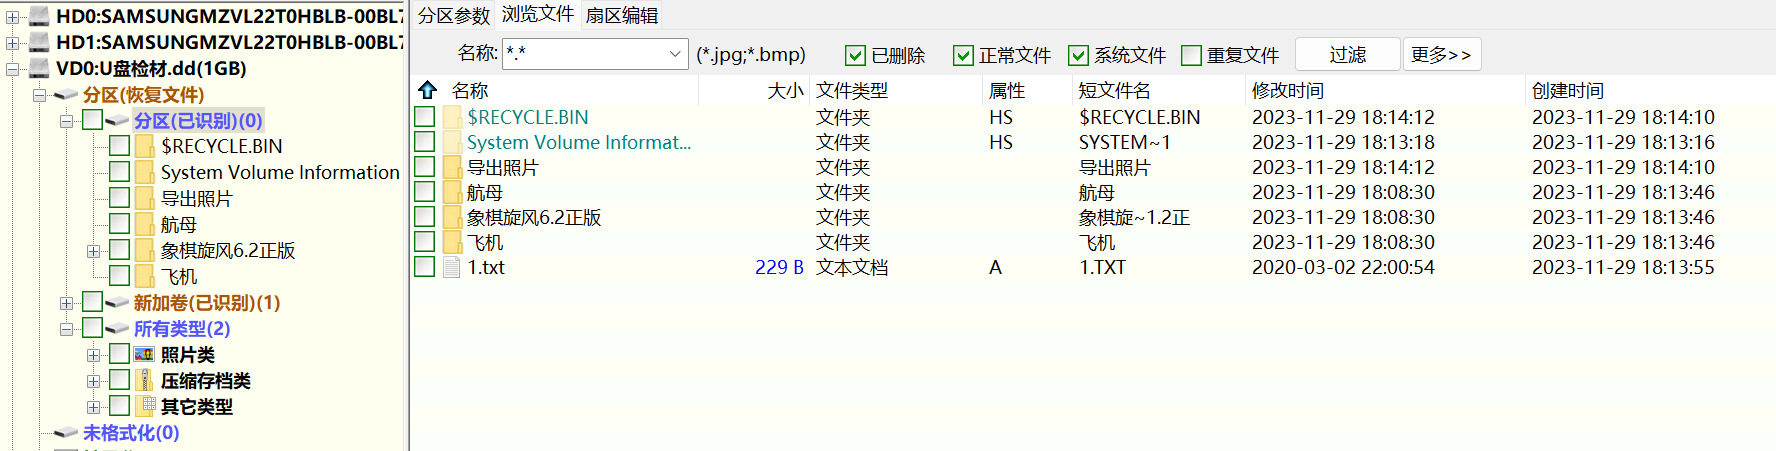 HD0:SAMSUNGMZVL22T0HBLB-00BL7
HD1:SAMSUNGMZVL22T0HBLB-00BL7
VD0:U盘检材.dd(1GB)
分区(恢复文件)
分区(已识别)(0)
$RECYCLE.BIN
System Volume Information
导出照片
航母
象棋旋风6.2正版
飞机
新加卷(已识别)(1)
所有类型(2)
照片类
压缩存档类
其它类型
未格式化(0)
分区参数 浏览文件 扇区编辑
名称: *.* (*.jpg;*.bmp) 已删除 正常文件 系统文件 重复文件 过滤 更多>>
名称 大小 文件类型 属性 短文件名 修改时间 创建时间
$RECYCLE.BIN 文件夹 HS $RECYCLE.BIN 2023-11-29 18:14:12 2023-11-29 18:14:10
System Volume Informat... 文件夹 HS SYSTEM~1 2023-11-29 18:13:18 2023-11-29 18:13:16
导出照片 文件夹 导出照片 2023-11-29 18:14:12 2023-11-29 18:14:10
航母 文件夹 航母 2023-11-29 18:08:30 2023-11-29 18:13:46
象棋旋风6.2正版 文件夹 象棋旋~1.2正 2023-11-29 18:08:30 2023-11-29 18:13:46
飞机 文件夹 飞机 2023-11-29 18:08:30 2023-11-29 18:13:46
1.txt 229 B 文本文档 A 1.TXT 2020-03-02 22:00:54 2023-11-29 18:13:55